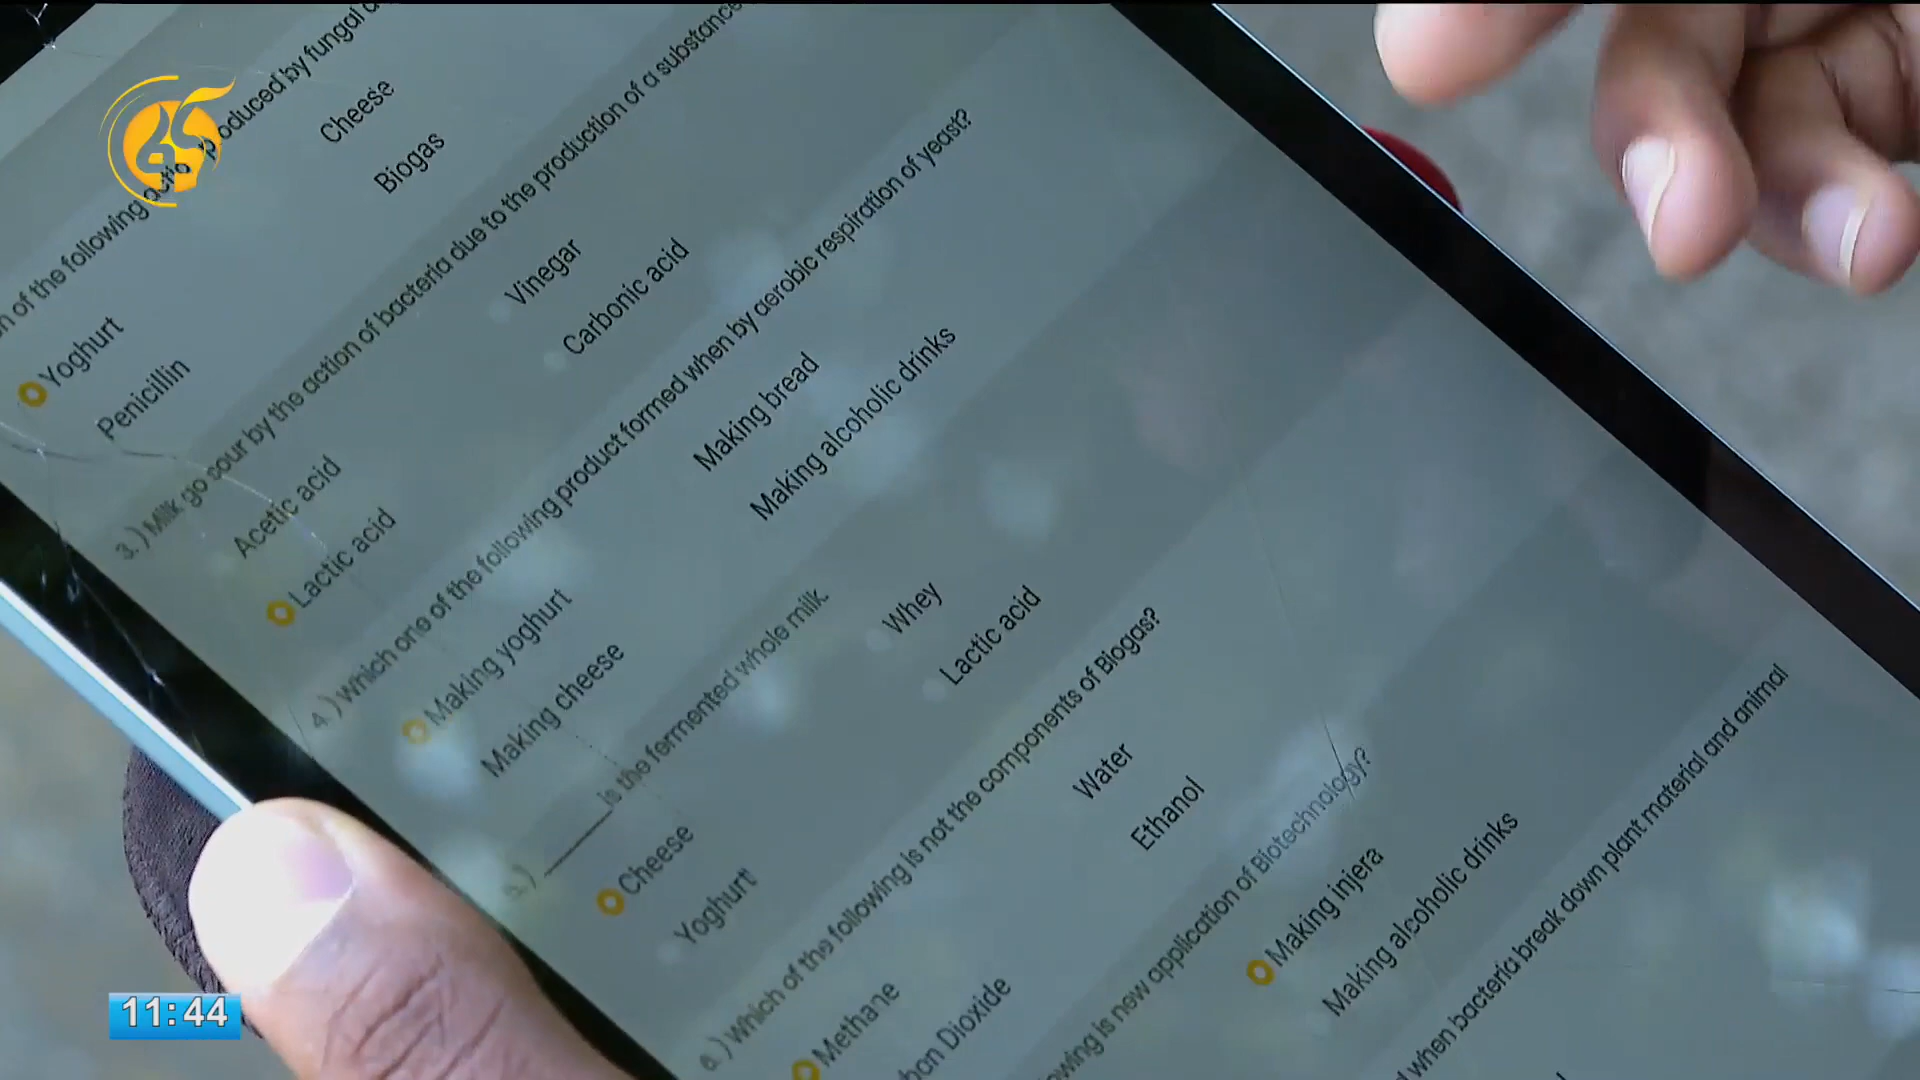 of the following actio produced by fungal
Yoghurt
Cheese
Penicillin
Biogas
3.) Milk go sour by the action of bacteria due to the production of a substance
Acetic acid
Vinegar
Lactic acid
Carbonic acid
4.) Which one of the following product formed when by aerobic respiration of yeast?
Making yoghurt
Making bread
Making cheese
Making alcoholic drinks
5.) ______is the fermented whole milk.
Cheese
Whey
Yoghurt
Lactic acid
6.) Which of the following is not the components of Biogas?
Methane
Water
Dioxide
Ethanol
is new application of Biotechnology?
Making injera
Making alcoholic drinks
when bacteria break down plant material and animal
11:44